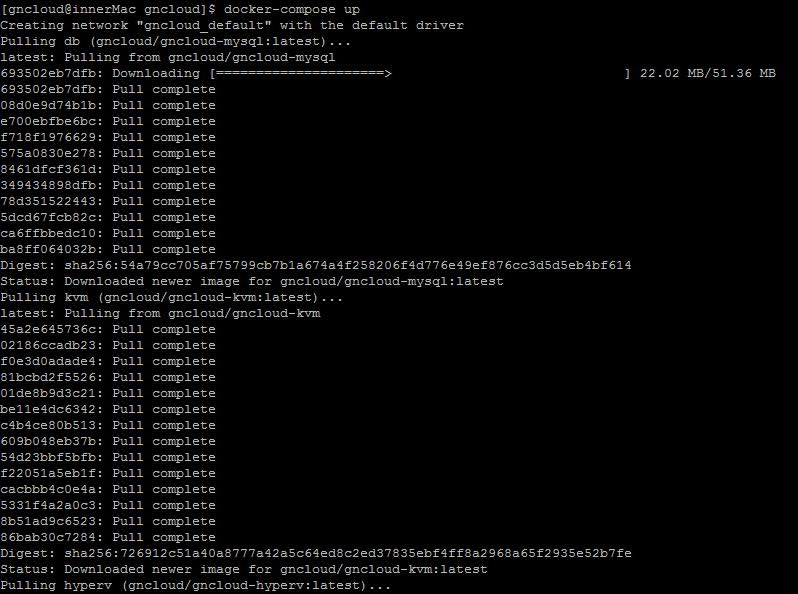 [gncloud@innerMac gncloud]$ docker-compose up
Creating network "gncloud_default" with the default driver
Pulling db (gncloud/gncloud-mysql:latest)...
latest: Pulling from gncloud/gncloud-mysql
693502eb7dfb: Downloading [=====================>                             ] 22.02 MB/51.36 MB
693502eb7dfb: Pull complete
08d0e9d74b1b: Pull complete
e700ebfbe6bc: Pull complete
f718f1976629: Pull complete
575a0830e278: Pull complete
8461dfcf361d: Pull complete
349434898dfb: Pull complete
78d351522443: Pull complete
5dcd67fcb82c: Pull complete
ca6ffbbedc10: Pull complete
ba8ff064032b: Pull complete
Digest: sha256:54a79cc705af75799cb7b1a674a4f258206f4d776e49ef876cc3d5d5eb4bf614
Status: Downloaded newer image for gncloud/gncloud-mysql:latest
Pulling kvm (gncloud/gncloud-kvm:latest)...
latest: Pulling from gncloud/gncloud-kvm
45a2e645736c: Pull complete
02186ccadb23: Pull complete
f0e3d0adade4: Pull complete
81bcbd2f5526: Pull complete
01de8b9d3c21: Pull complete
be11e4dc6342: Pull complete
c4b4ce80b513: Pull complete
609b048eb37b: Pull complete
54d23bbf5bfb: Pull complete
f22051a5eb1f: Pull complete
cacbbb4c0e4a: Pull complete
5331f4a2a0c3: Pull complete
8b51ad9c6523: Pull complete
86bab30c7284: Pull complete
Digest: sha256:726912c51a40a8777a42a5c64ed8c2ed37835ebf4ff8a2968a65f2935e52b7fe
Status: Downloaded newer image for gncloud/gncloud-kvm:latest
Pulling hyperv (gncloud/gncloud-hyperv:latest)...